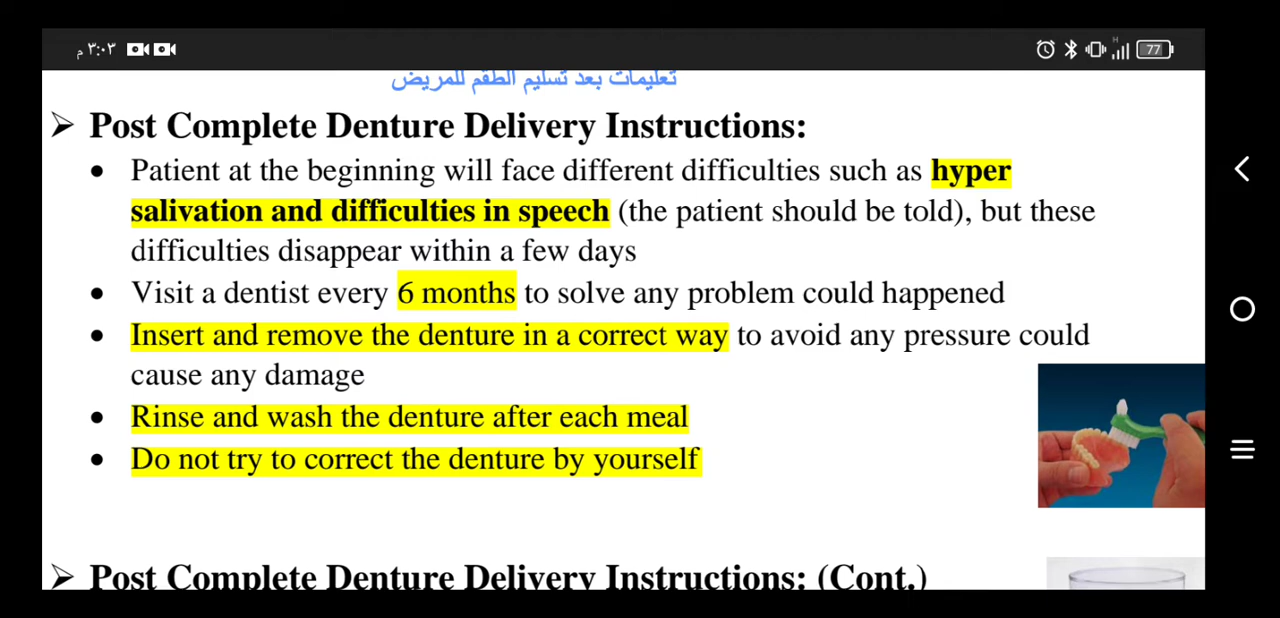 ٣:٠٣ م
77
H
تعليمات بعد تسليم الطقم للمريض
➢ Post Complete Denture Delivery Instructions:
• Patient at the beginning will face different difficulties such as hyper
salivation and difficulties in speech (the patient should be told), but these
difficulties disappear within a few days
• Visit a dentist every 6 months to solve any problem could happened
• Insert and remove the denture in a correct way to avoid any pressure could
cause any damage
• Rinse and wash the denture after each meal
• Do not try to correct the denture by yourself
➢ Post Complete Denture Delivery Instructions: (Cont.)